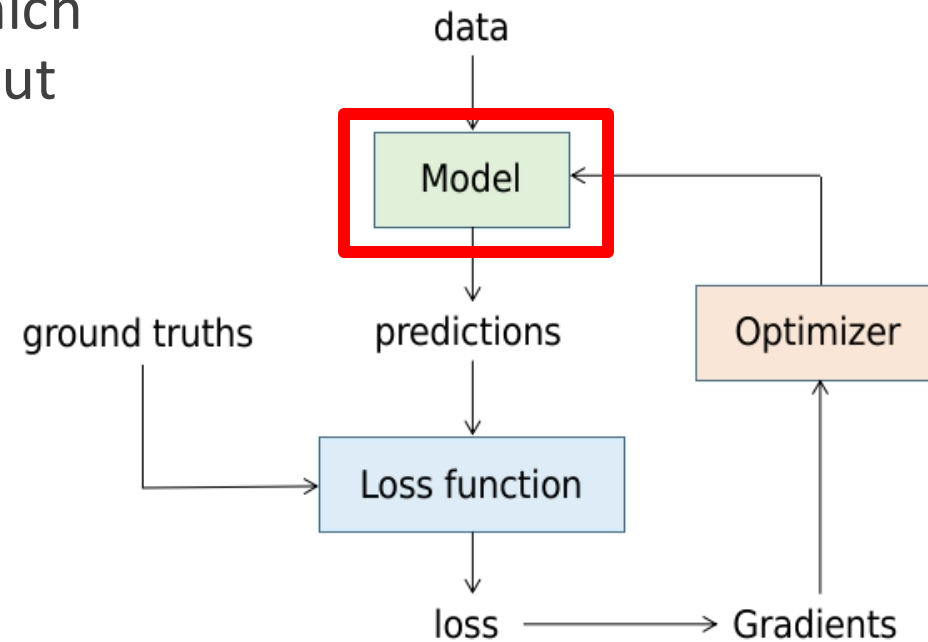 data
Model
ground truths
predictions
Optimizer
Loss function
loss
Gradients